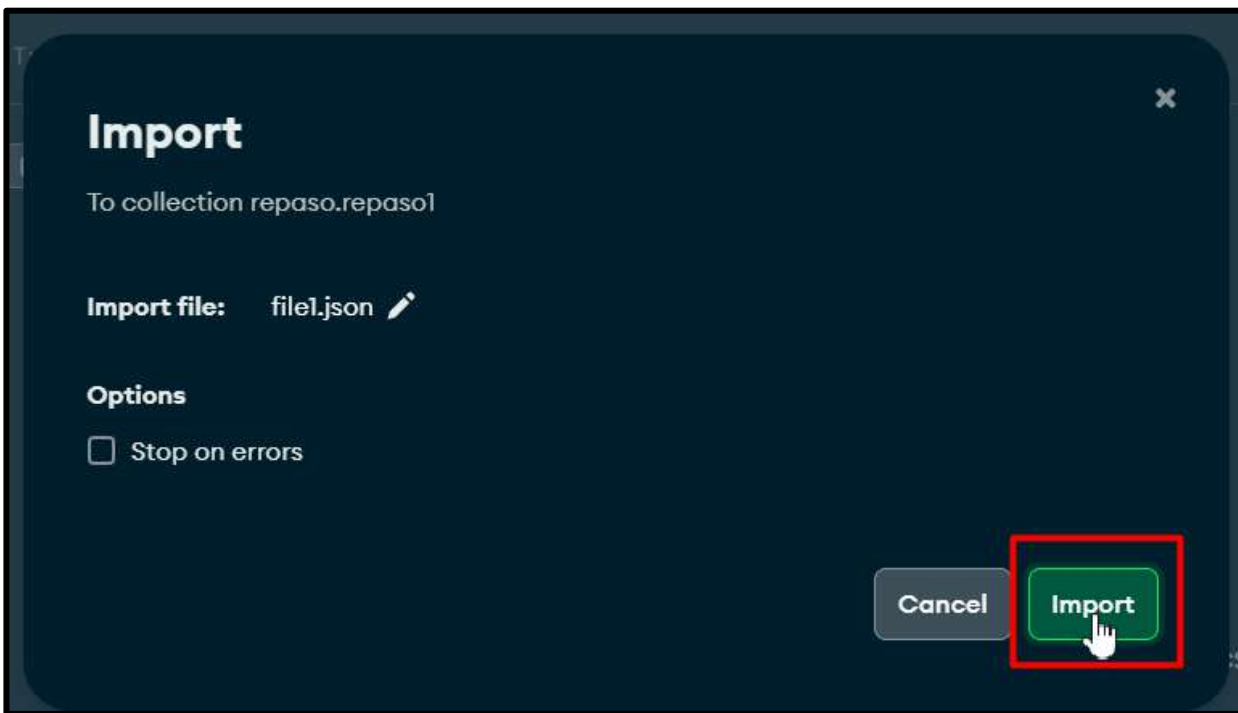 Import
To collection repaso.repaso1
Import file: file1.json
Options
Stop on errors
Cancel Import